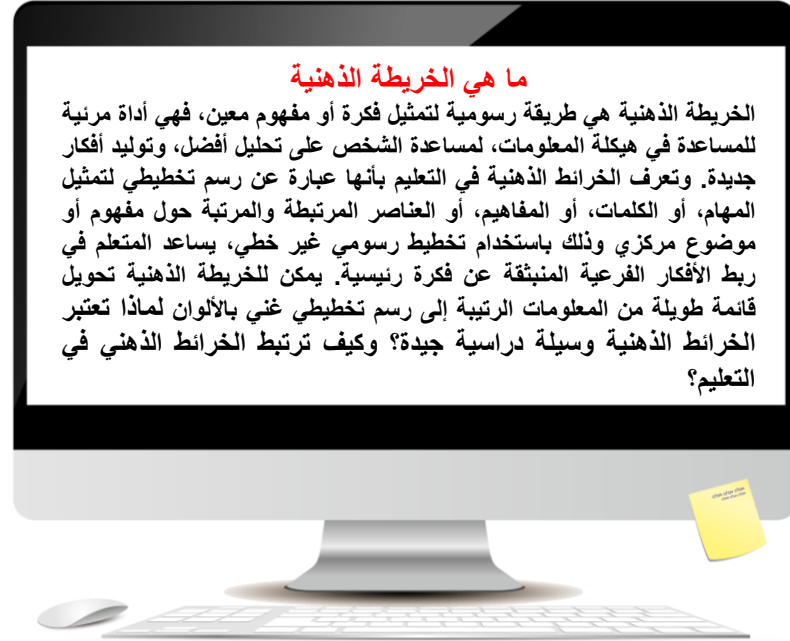 ما هي الخريطة الذهنية
الخريطة الذهنية هي طريقة رسومية لتمثيل فكرة أو مفهوم معين، فهي أداة مرئية
للمساعدة في هيكلة المعلومات، لمساعدة الشخص على تحليل أفضل، وتوليد أفكار
جديدة. وتعرف الخرائط الذهنية في التعليم بأنها عبارة عن رسم تخطيطي لتمثيل
المهام، أو الكلمات، أو المفاهيم، أو العناصر المرتبطة والمرتبة حول مفهوم أو
موضوع مركزي وذلك باستخدام تخطيط رسومي غير خطي، يساعد المتعلم في
ربط الأفكار الفرعية المنبثقة عن فكرة رئيسية. يمكن للخريطة الذهنية تحويل
قائمة طويلة من المعلومات الرتيبة إلى رسم تخطيطي غني بالألوان لماذا تعتبر
الخرائط الذهنية وسيلة دراسية جيدة؟ وكيف ترتبط الخرائط الذهني في
التعليم؟